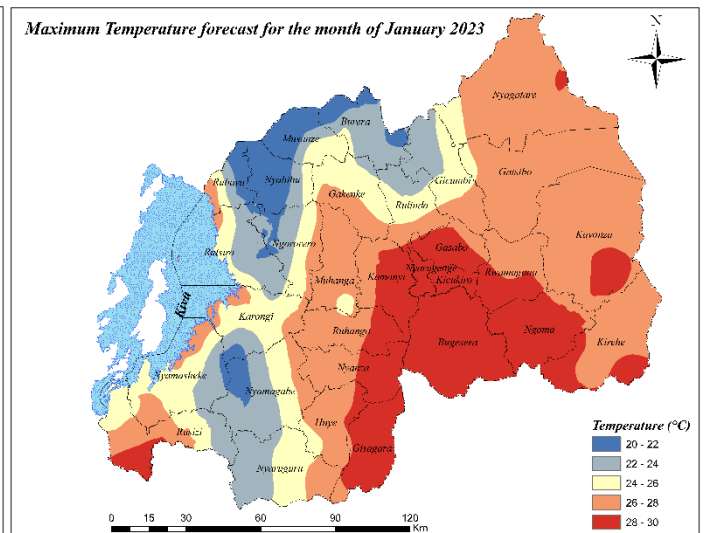 Maximum Temperature forecast for the month of January 2023
N
Nyagatare
Burera
Musanze
Gatsibo
Rubavu
Nyabihu
Gicumbi
Gakenke
Rulindo
Ngororero
Rutsiro
Kayonza
Gasabo
Nyarugenge
Rwamagana
Muhanga
Kamonyi
Kicukiro
Kivu
Karongi
Ruhango
Bugesera
Ngoma
Kirehe
Nyamasheke
Nyanza
Nyamagabe
Huye
Rusizi
Gisagara
Nyaruguru
Temperature (°C)
20 - 22
22 - 24
24 - 26
26 - 28
28 - 30
0 15 30 60 90 120
Km